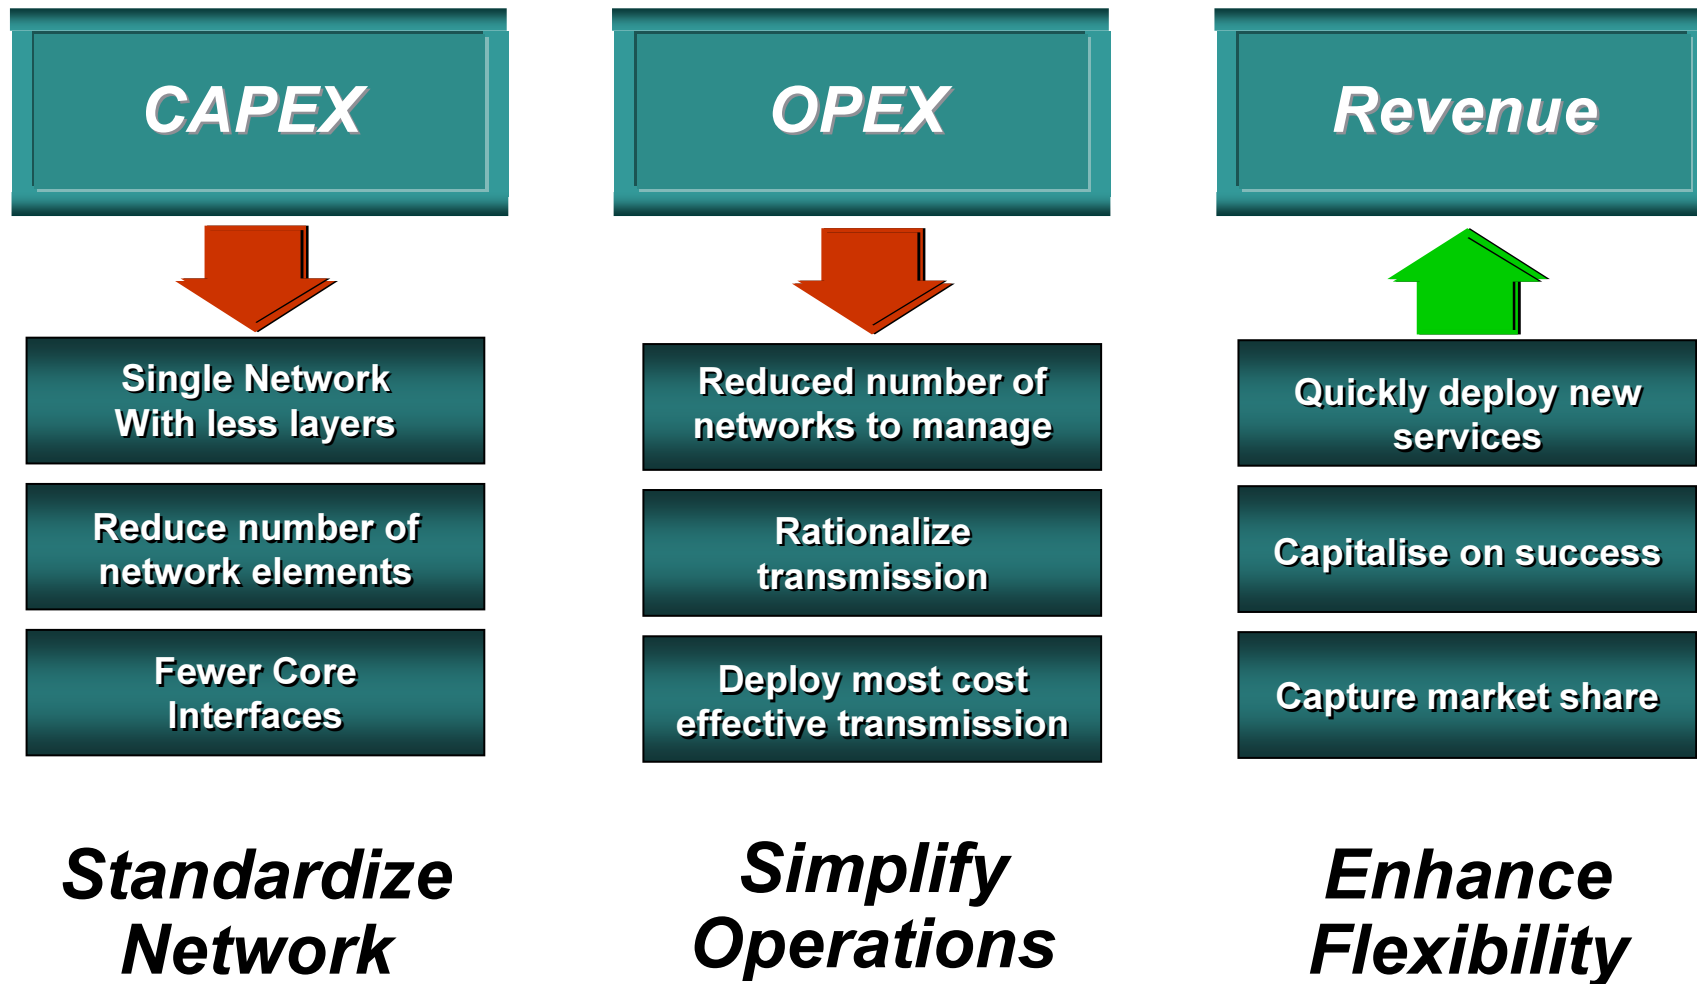 CAPEX
Single Network
With less layers
Reduce number of
network elements
Fewer Core
Interfaces
Standardize
Network
OPEX
Reduced number of
networks to manage
Rationalize
transmission
Deploy most cost
effective transmission
Simplify
Operations
Revenue
Quickly deploy new
services
Capitalise on success
Capture market share
Enhance
Flexibility